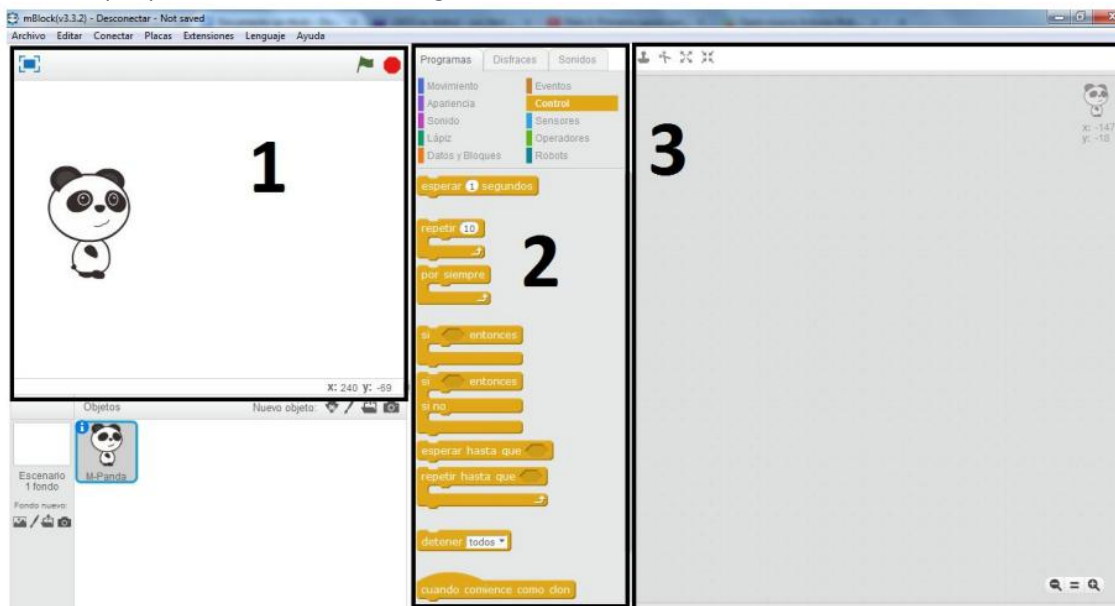 mBlock(v3.3.2) - Desconectar - Not saved
Archivo Editar Conectar Placas Extensiones Lenguaje Ayuda
1
x: 240 y: -69
Objetos Nuevo objeto:
Escenario
1 fondo
Fondo nuevo:
M-Panda
Programas Disfraces Sonidos
Movimiento Eventos
Apariencia Control
Sonido Sensores
Lápiz Operadores
Datos y Bloques Robots
esperar 1 segundos
repetir 10
2
por siempre
si entonces
si entonces
si no
esperar hasta que
repetir hasta que
detener todos
cuando comience como clon
3
x: -147
y: -18